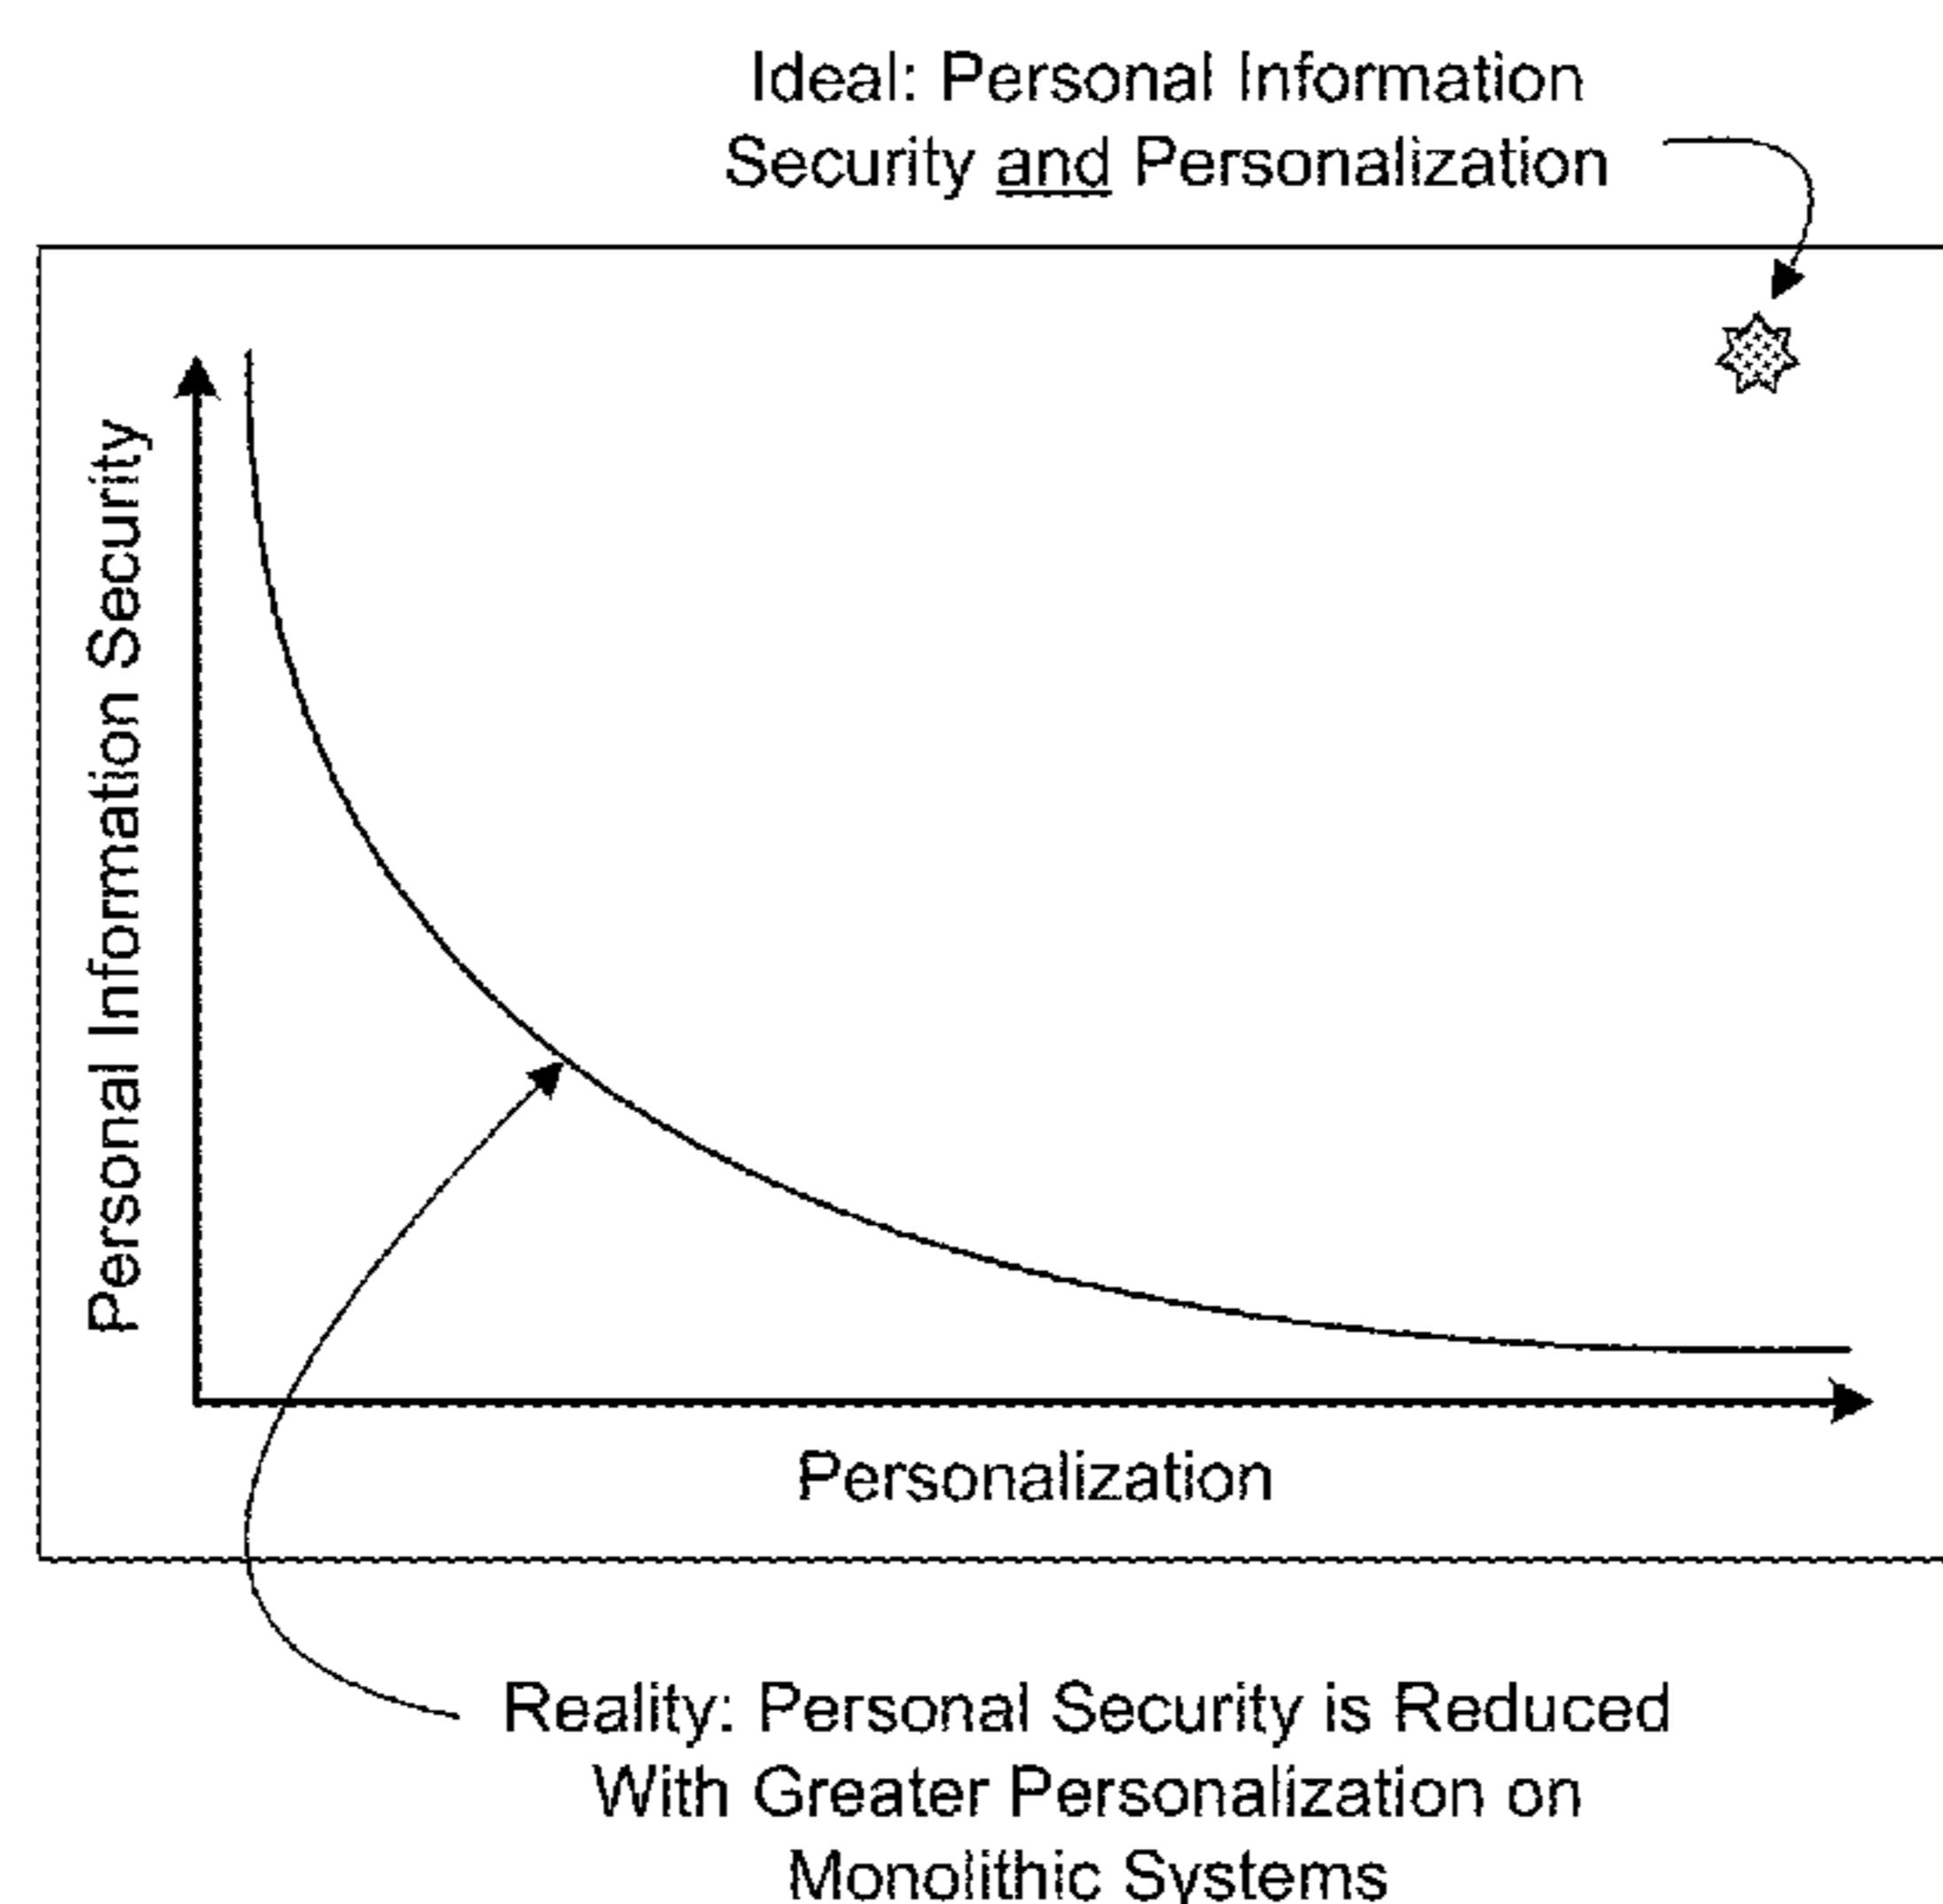 Ideal: Personal Information
Security and Personalization
Personal Information Security
Personalization
Reality: Personal Security is Reduced
With Greater Personalization on
Monolithic Systems